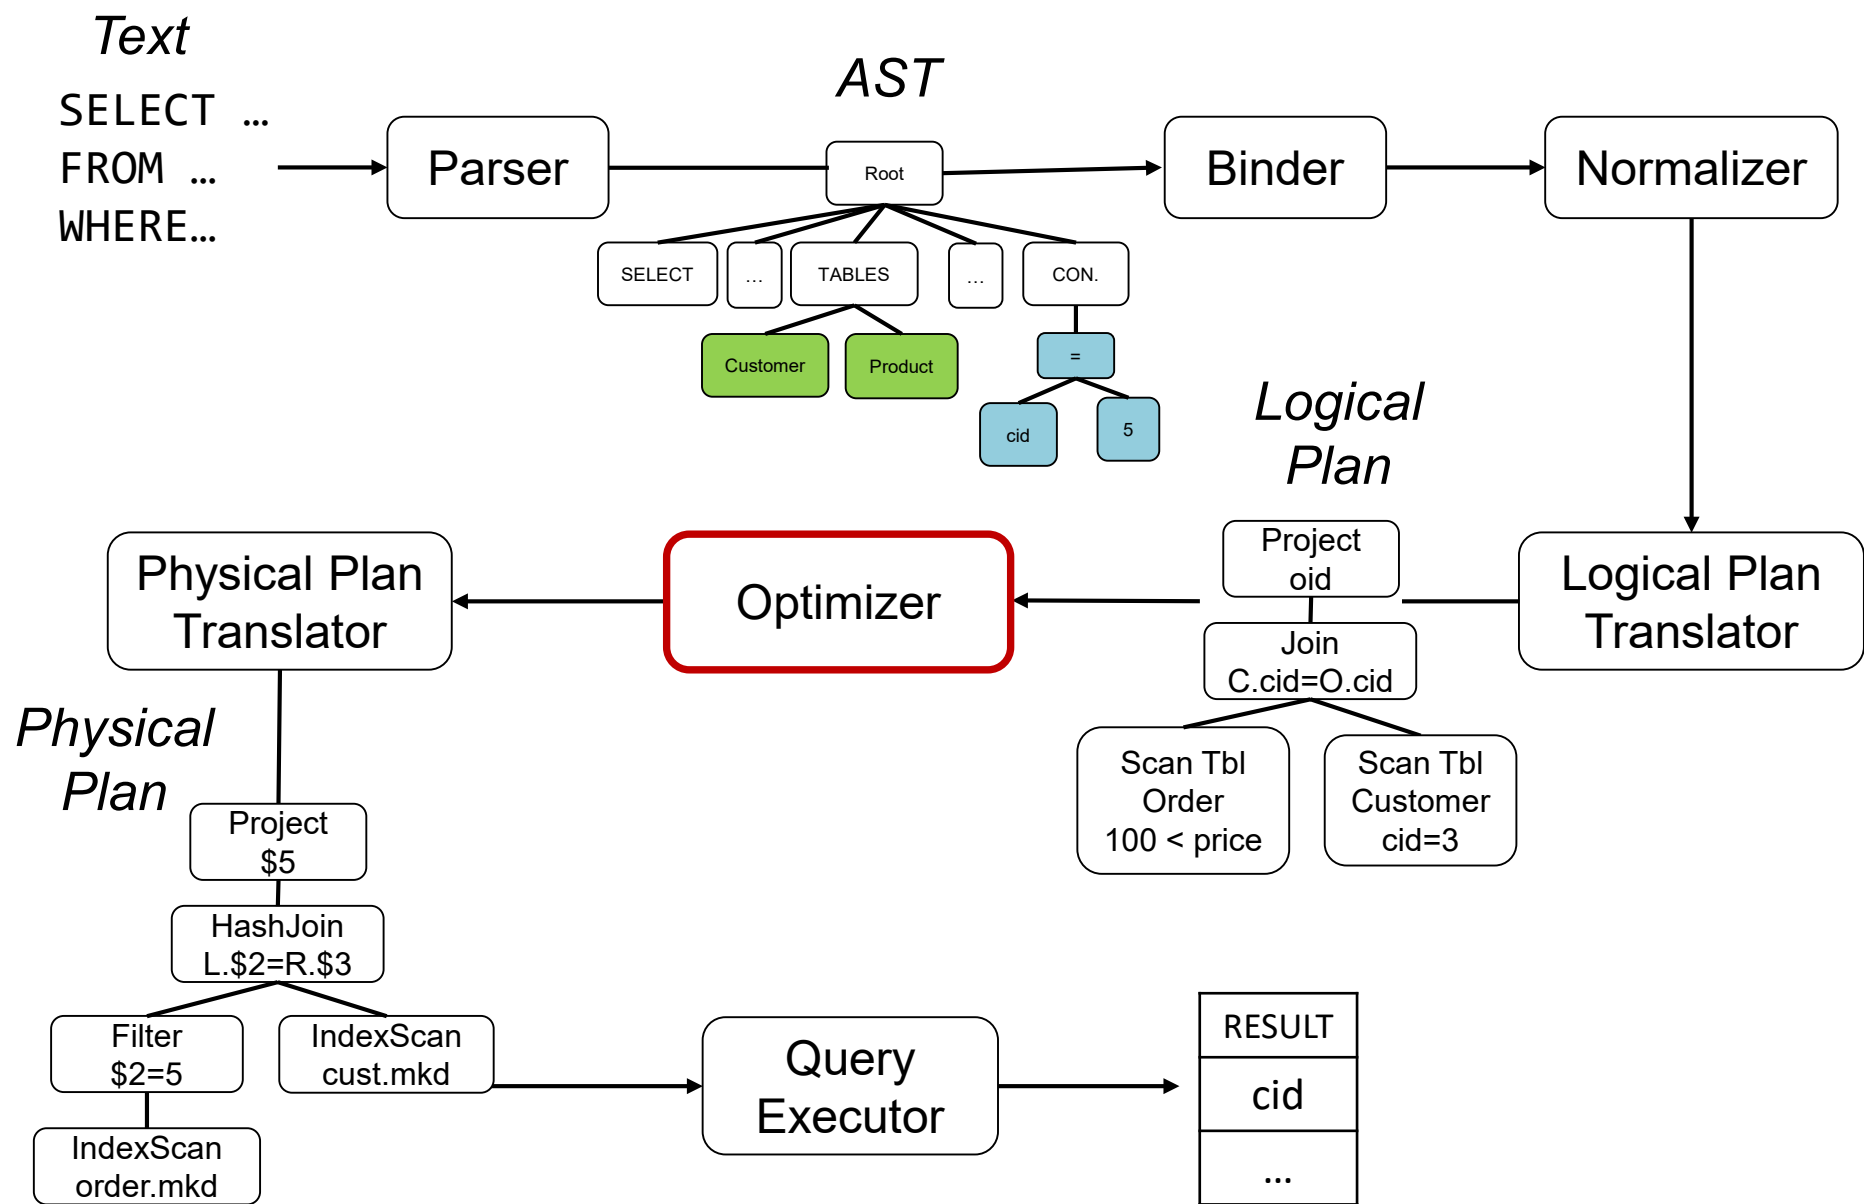 Text
SELECT …
FROM …
WHERE…
AST
Parser
Root
Binder
Normalizer
SELECT
...
TABLES
...
CON.
Customer
Product
=
cid
5
Logical
Plan
Physical Plan
Translator
Optimizer
Project
oid
Join
C.cid=O.cid
Scan Tbl
Order
100 < price
Scan Tbl
Customer
cid=3
Logical Plan
Translator
Physical
Plan
Project
$5
HashJoin
L.$2=R.$3
Filter
$2=5
IndexScan
cust.mkd
IndexScan
order.mkd
Query
Executor
RESULT
cid
...